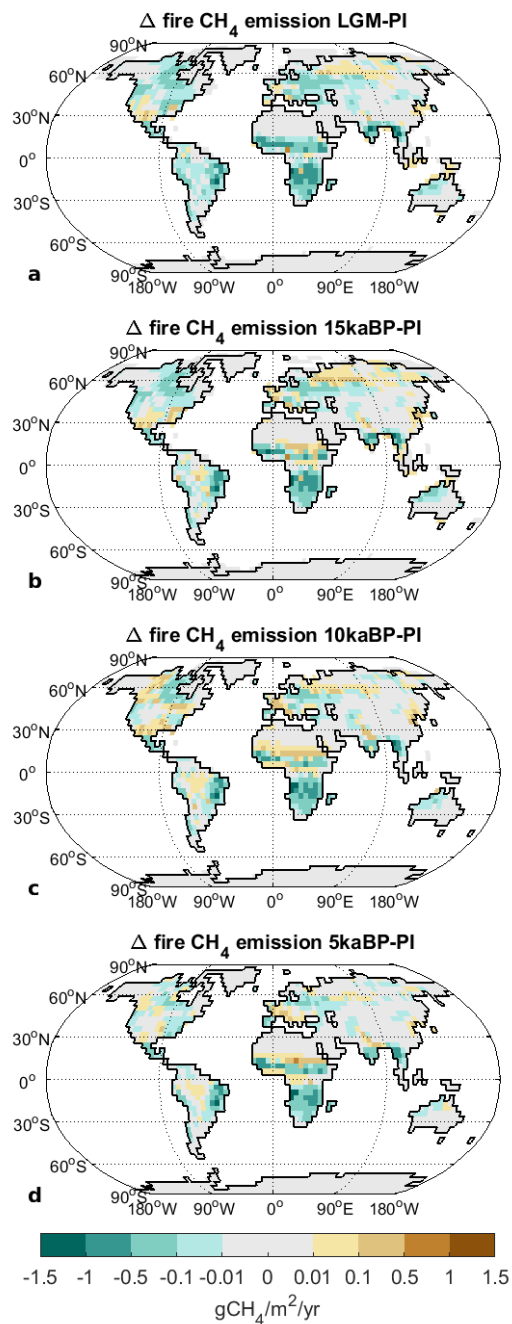 Δ fire CH4 emission LGM-PI
90°N
60°N
30°N
0°
30°S
60°S
90°S
180°W 90°W 0° 90°E 180°W
a
Δ fire CH4 emission 15kaBP-PI
90°N
60°N
30°N
0°
30°S
60°S
90°S
180°W 90°W 0° 90°E 180°W
b
Δ fire CH4 emission 10kaBP-PI
90°N
60°N
30°N
0°
30°S
60°S
90°S
180°W 90°W 0° 90°E 180°W
c
Δ fire CH4 emission 5kaBP-PI
90°N
60°N
30°N
0°
30°S
60°S
90°S
180°W 90°W 0° 90°E 180°W
d
-1.5 -1 -0.5 -0.1 -0.01 0 0.01 0.1 0.5 1 1.5
gCH4/m2/yr